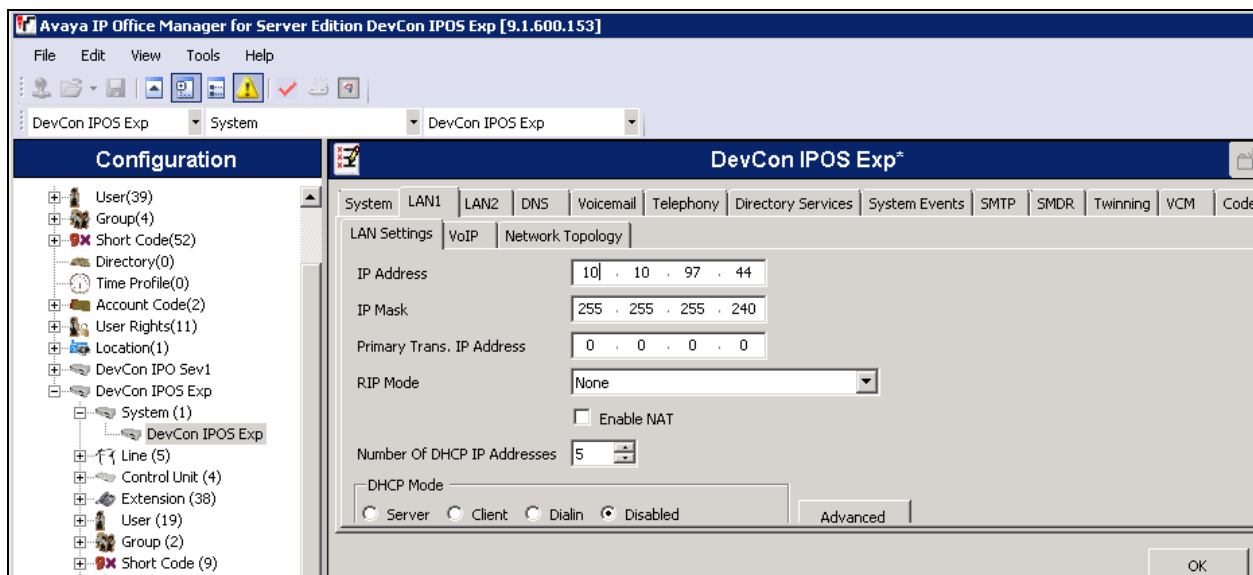 Avaya IP Office Manager for Server Edition DevCon IPOS Exp [9.1.600.153]
File Edit View Tools Help
DevCon IPOS Exp System DevCon IPOS Exp
Configuration
User(39)
Group(4)
Short Code(52)
Directory(0)
Time Profile(0)
Account Code(2)
User Rights(11)
Location(1)
DevCon IPO Sev1
DevCon IPOS Exp
System (1)
DevCon IPOS Exp
Line (5)
Control Unit (4)
Extension (38)
User (19)
Group (2)
Short Code (9)
DevCon IPOS Exp*
System LAN1 LAN2 DNS Voicemail Telephony Directory Services System Events SMTP SMDR Twinning VCM Code
LAN Settings VoIP Network Topology
IP Address 10 . 10 . 97 . 44
IP Mask 255 . 255 . 255 . 240
Primary Trans. IP Address 0 . 0 . 0 . 0
RIP Mode None
Enable NAT
Number Of DHCP IP Addresses 5
DHCP Mode
Server Client Dialin Disabled
Advanced
OK